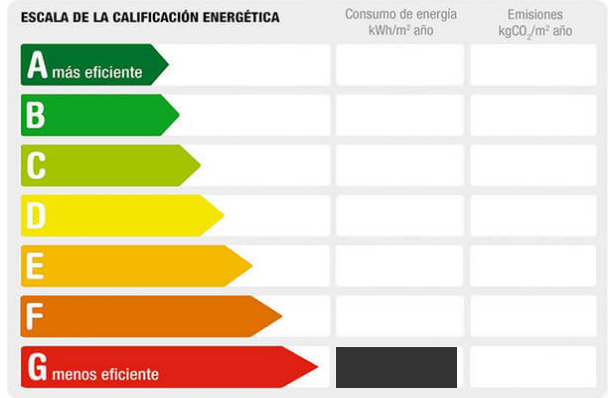 ESCALA DE LA CALIFICACIÓN ENERGÉTICA
Consumo de energía
kWh/m² año
Emisiones
kgCO₂/m² año
A más eficiente
B
C
D
E
F
G menos eficiente